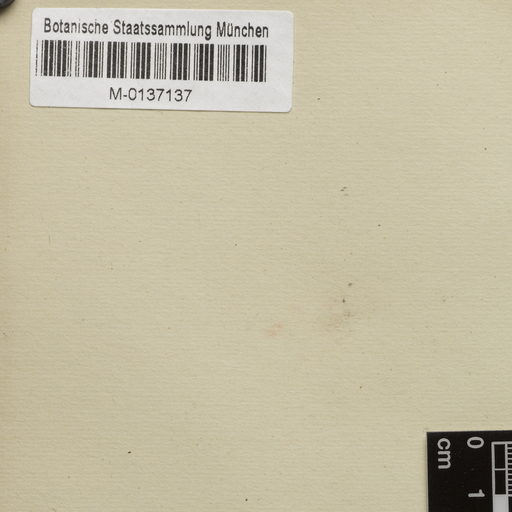 Botanische Staatssammlung München
M-0137137
0
1
cm